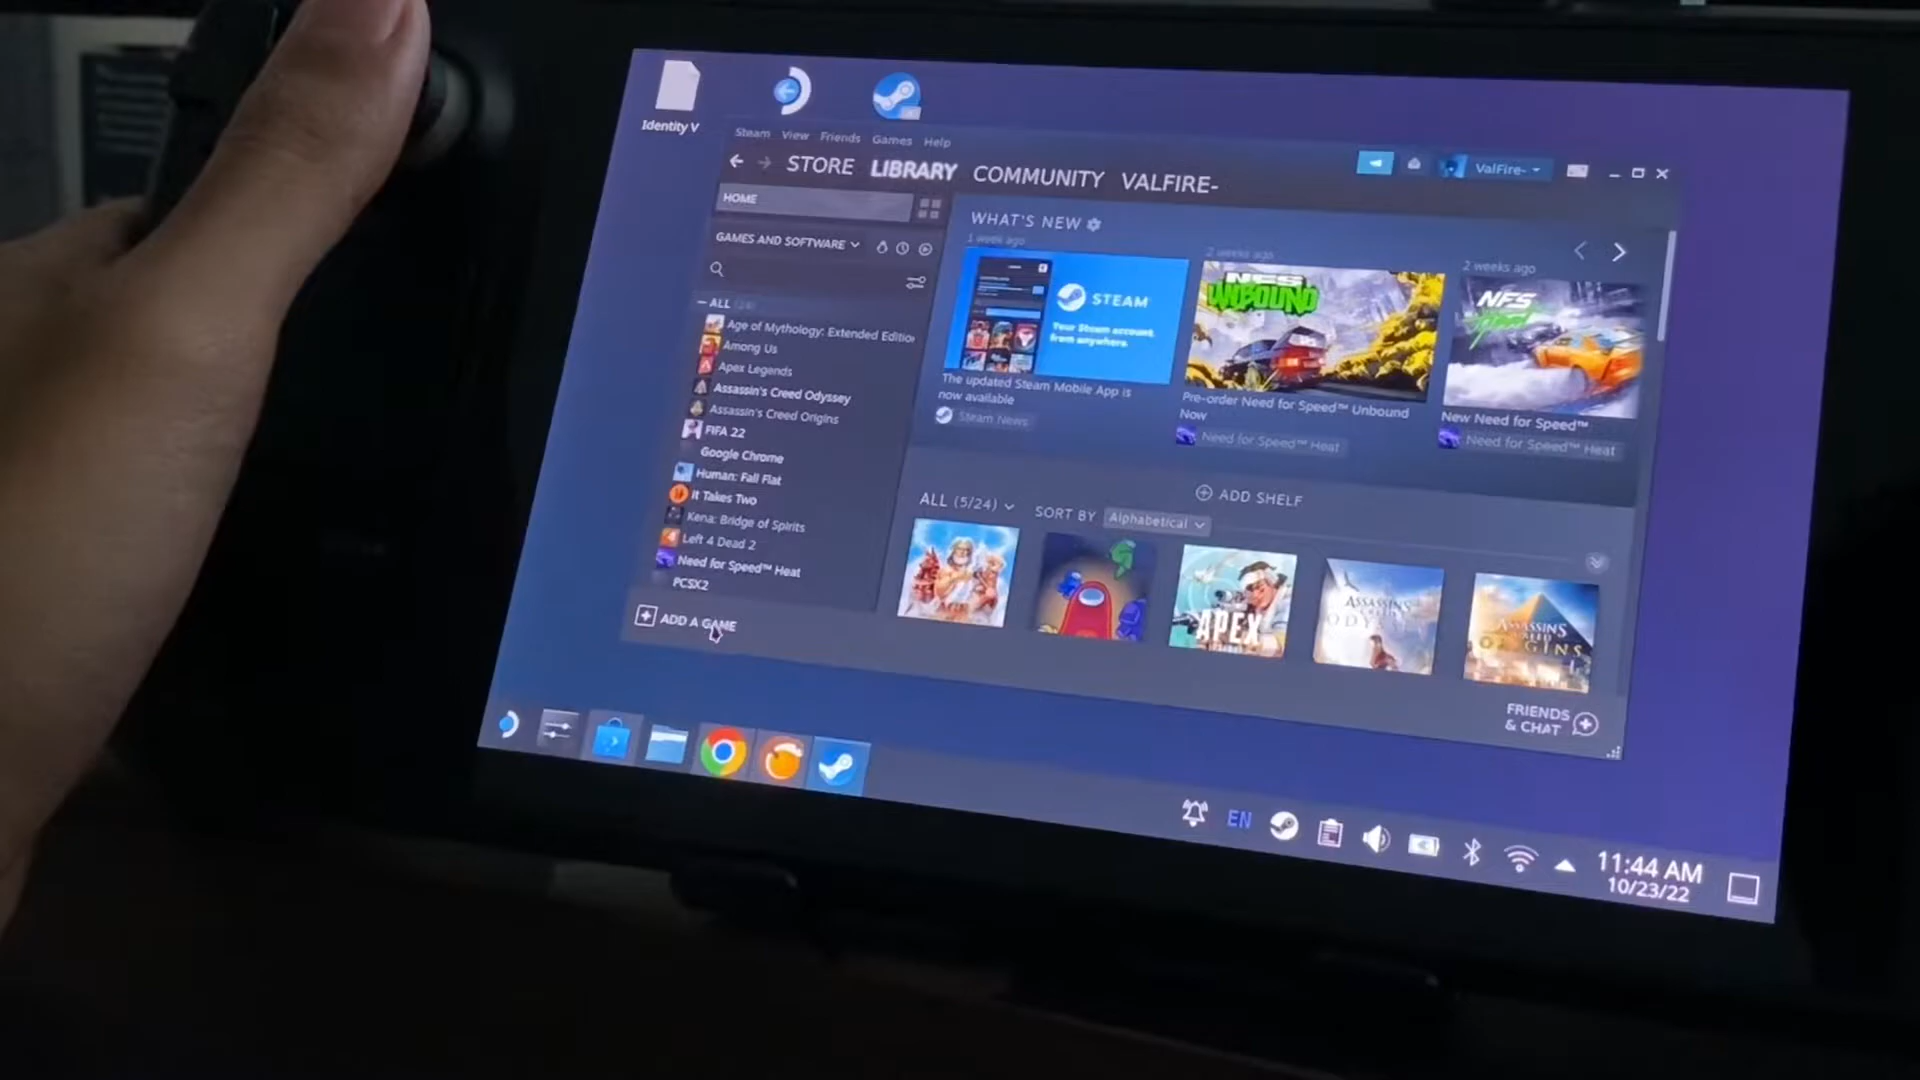 Identity V
Steam View Friends Games Help
STORE LIBRARY COMMUNITY VALFIRE-
ValFire-
HOME
GAMES AND SOFTWARE
ALL
Age of Mythology: Extended Editio
Among Us
Apex Legends
Assassin's Creed Odyssey
Assassin's Creed Origins
FIFA 22
Google Chrome
Human: Fall Flat
It Takes Two
Kena: Bridge of Spirits
Left 4 Dead 2
Need for Speed™ Heat
PCSX2
ADD A GAME
WHAT'S NEW
1 week ago
STEAM
Your Steam account
from anywhere.
The updated Steam Mobile App is
now available
Steam News
2 weeks ago
NFS
UNBOUND
Pre-order Need for Speed™ Unbound
Now
Need for Speed™ Heat
2 weeks ago
NFS
New Need for Speed™
Need for Speed™ Heat
ADD SHELF
ALL (5/24) SORT BY Alphabetical
APEX
ASSASSIN'S
ODYSSEY
ASSASSIN'S
CREED
ORIGINS
FRIENDS
& CHAT
EN
11:44 AM
10/23/22